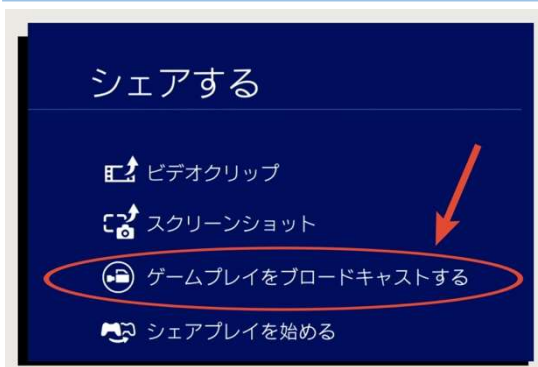 シェアする
ビデオクリップ
スクリーンショット
ゲームプレイをブロードキャストする
シェアプレイを始める